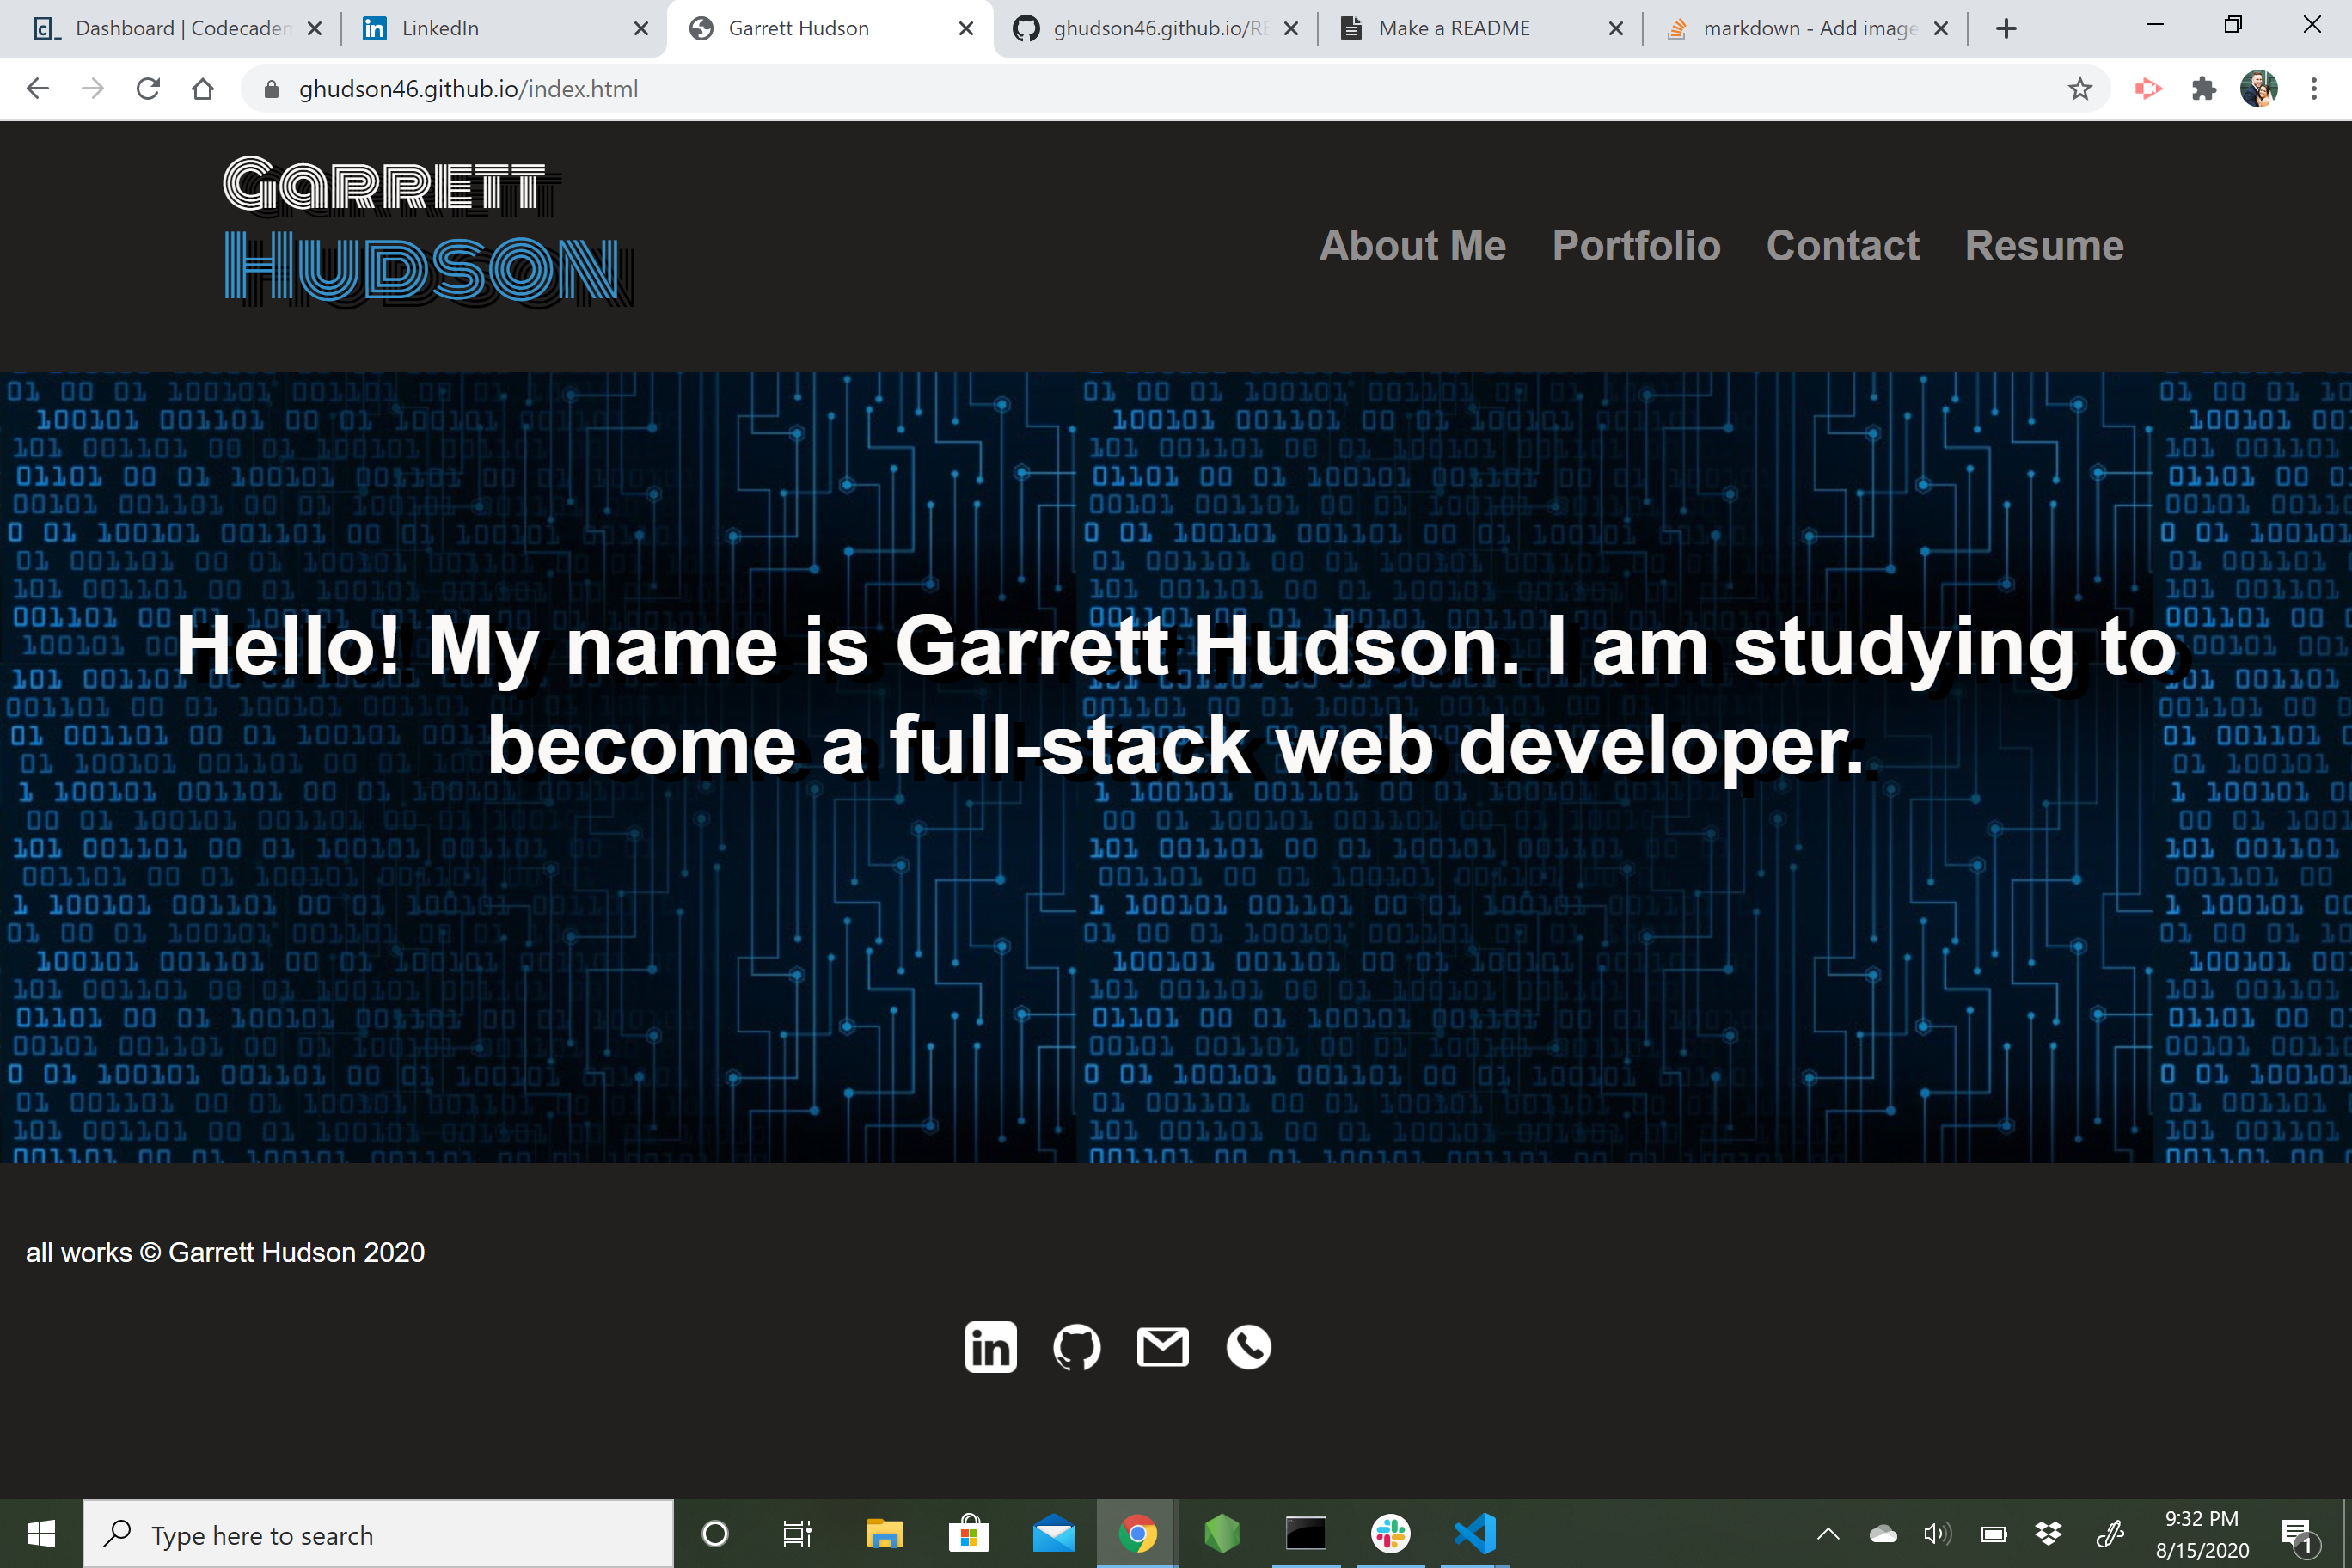 Dashboard | Codecaden
LinkedIn
Garrett Hudson
ghudson46.github.io/RE
Make a README
markdown - Add image
ghudson46.github.io/index.html
Garrett
Hudson
About Me Portfolio Contact Resume
Hello! My name is Garrett Hudson. I am studying to
become a full-stack web developer.
all works © Garrett Hudson 2020
in
Type here to search
9:32 PM
8/15/2020
1